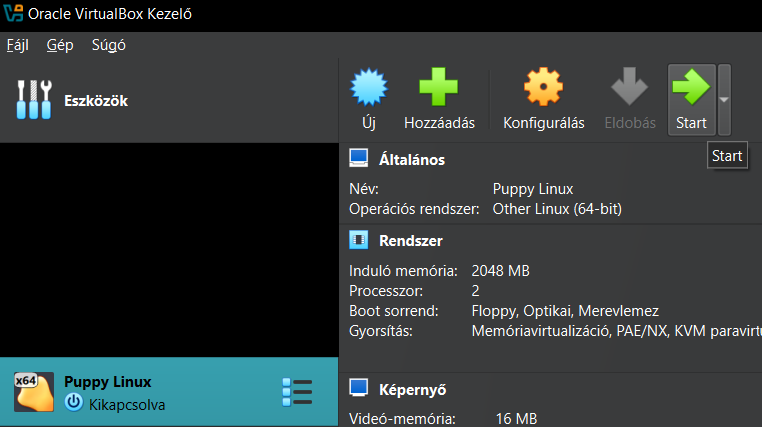 Oracle VirtualBox Kezelő
Fájl Gép Súgó
Eszközök
Új Hozzáadás Konfigurálás Eldobás Start
Start
Általános
Név: Puppy Linux
Operációs rendszer: Other Linux (64-bit)
Rendszer
Induló memória: 2048 MB
Processzor: 2
Boot sorrend: Floppy, Optikai, Merevlemez
Gyorsítás: Memóriavirtualizáció, PAE/NX, KVM paravirtu
x64
Puppy Linux
Kikapcsolva
Képernyő
Videó-memória: 16 MB